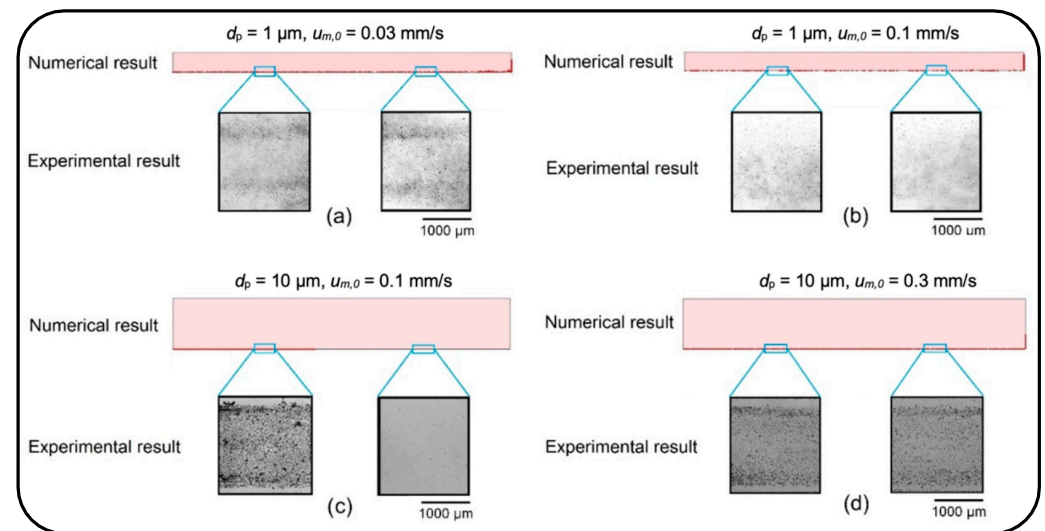 dp = 1 µm, um,0 = 0.03 mm/s
Numerical result
Experimental result
(a)
1000 µm
dp = 1 µm, um,0 = 0.1 mm/s
Numerical result
Experimental result
(b)
1000 µm
dp = 10 µm, um,0 = 0.1 mm/s
Numerical result
Experimental result
(c)
1000 µm
dp = 10 µm, um,0 = 0.3 mm/s
Numerical result
Experimental result
(d)
1000 µm